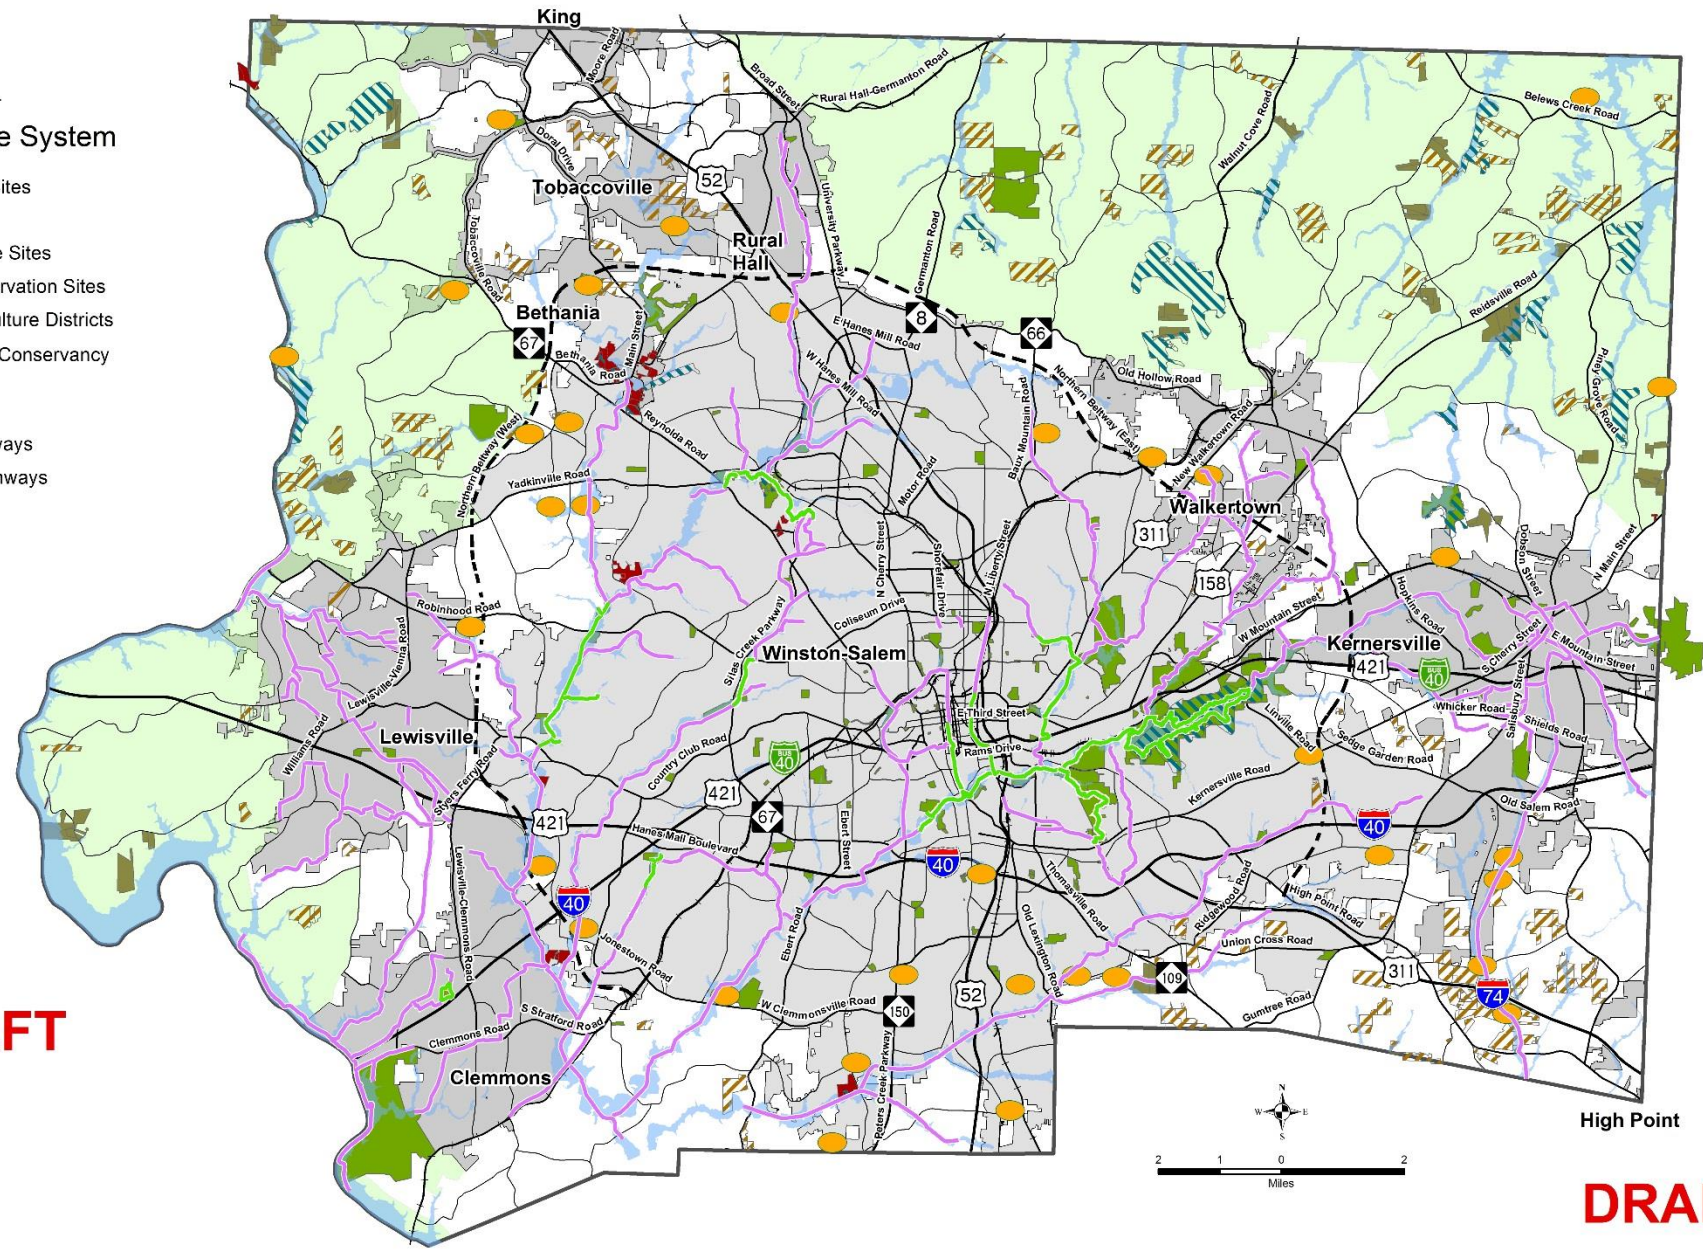 King
e System
ites
e Sites
rvation Sites
ulture Districts
Conservancy
ways
nways
Moore Road
Broad Street
Rural Hall-Germanton Road
Belews Creek Road
Doral Drive
Walnut Cove Road
52
Tobaccoville
Tobaccoville Road
University Parkway
Rural
Hall
Germanton Road
Reidsville Road
Bethania
67
Main Street
Bethania Road
8
66
E Hanes Mill Road
W Hanes Mill Road
Old Hollow Road
Northern Beltway (East)
Piney Grove Road
Baux Mountain Road
New Walkertown Road
Reynolda Road
Northern Beltway (West)
Yadkinville Road
Motor Road
Walkertown
311
158
N Cherry Street
Shorefair Drive
N Liberty Street
Dobson Street
N Main Street
Hopkins Road
Robinhood Road
Coliseum Drive
Silas Creek Parkway
W Mountain Street
Kernersville
421
BUS
40
S Cherry Street
E Mountain Street
Winston-Salem
Lewisville-Vienna Road
Lewisville
Williams Road
Styers Ferry Road
E Third Street
Rams Drive
Country Club Road
BUS
40
Linville Road
Whicker Road
Salisbury Street
Shields Road
Sedge Garden Road
Kernersville Road
Old Salem Road
421
67
421
Hanes Mall Boulevard
Ebert Street
40
40
Lewisville-Clemmons Road
40
Thomasville Road
Ridgewood Road
High Point Road
Union Cross Road
Old Lexington Road
Ebert Road
Jonestown Road
52
109
311
74
W Clemmonsville Road
150
Gumtree Road
S Stratford Road
Clemmons Road
Clemmons
Peters Creek Parkway
FT
N
W
E
S
High Point
2
1
0
2
Miles
DRA